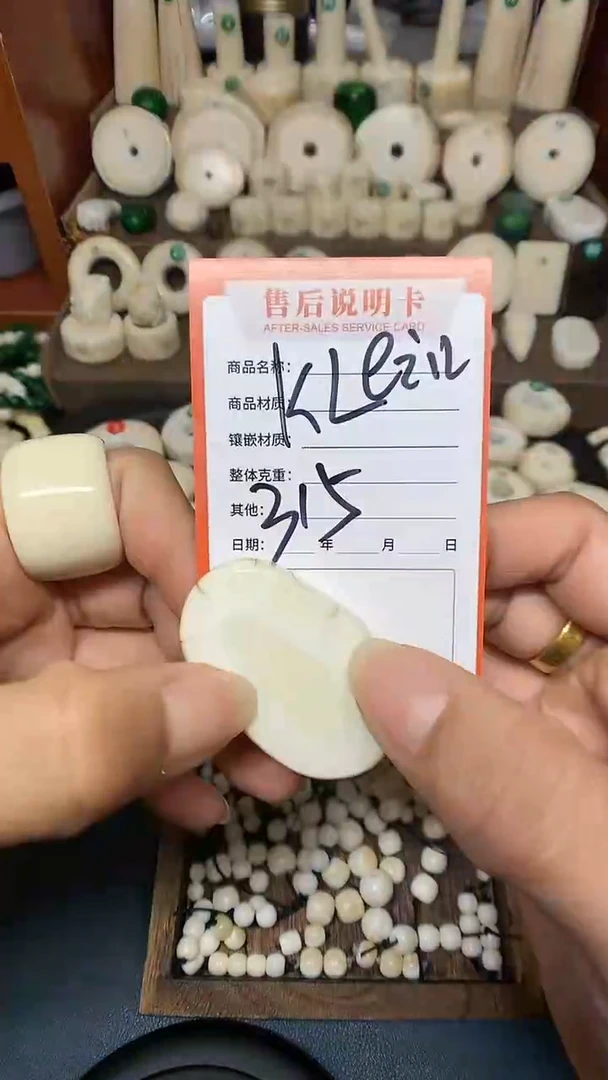 售后说明卡
AFTER-SALES SERVICE CARD
商品名称:
KLein
商品材质:
镶嵌材质:
整体克重:
其他:
315
日期: 年 月 日